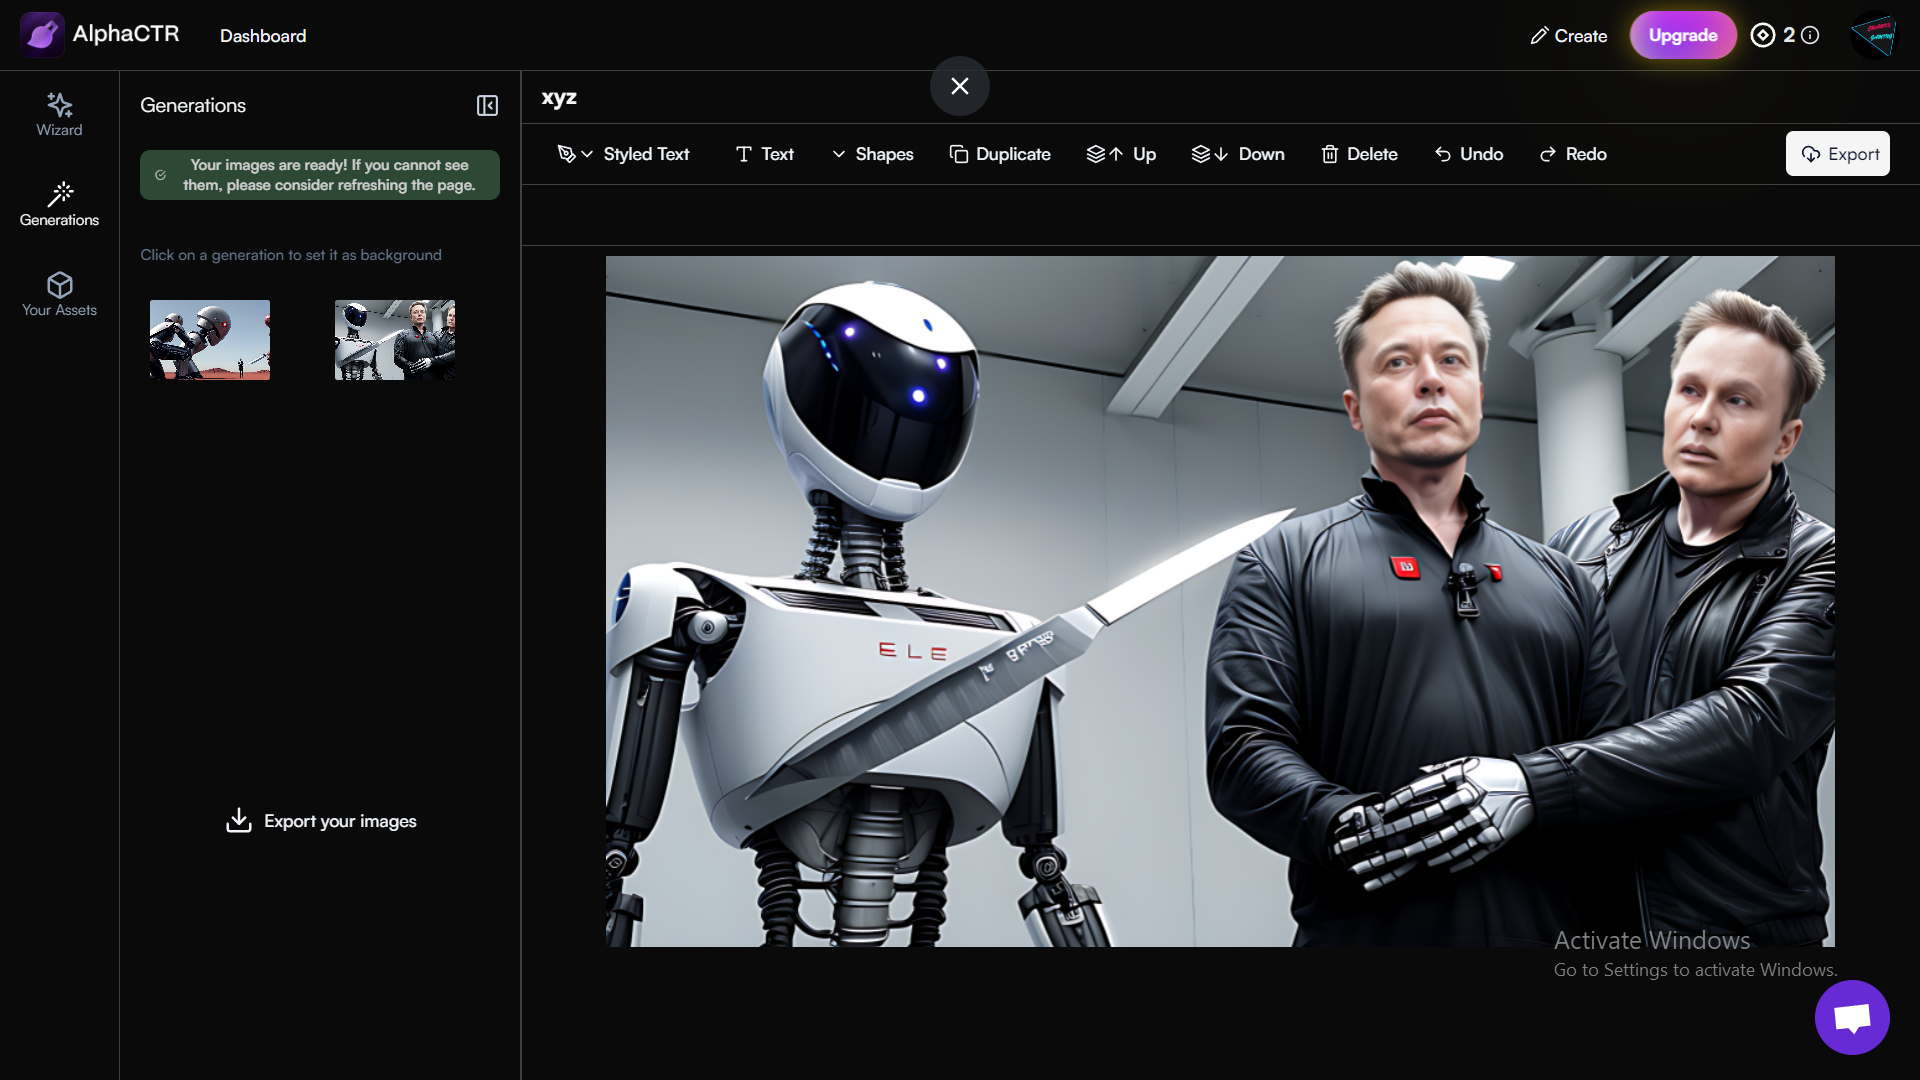 AlphaCTR
Dashboard
Create
Upgrade
2
Wizard
Generations
Your Assets
Generations
Your images are ready! If you cannot see
them, please consider refreshing the page.
Click on a generation to set it as background
Export your images
xyz
Styled Text
Text
Shapes
Duplicate
Up
Down
Delete
Undo
Redo
Export
ELE
Activate Windows
Go to Settings to activate Windows.